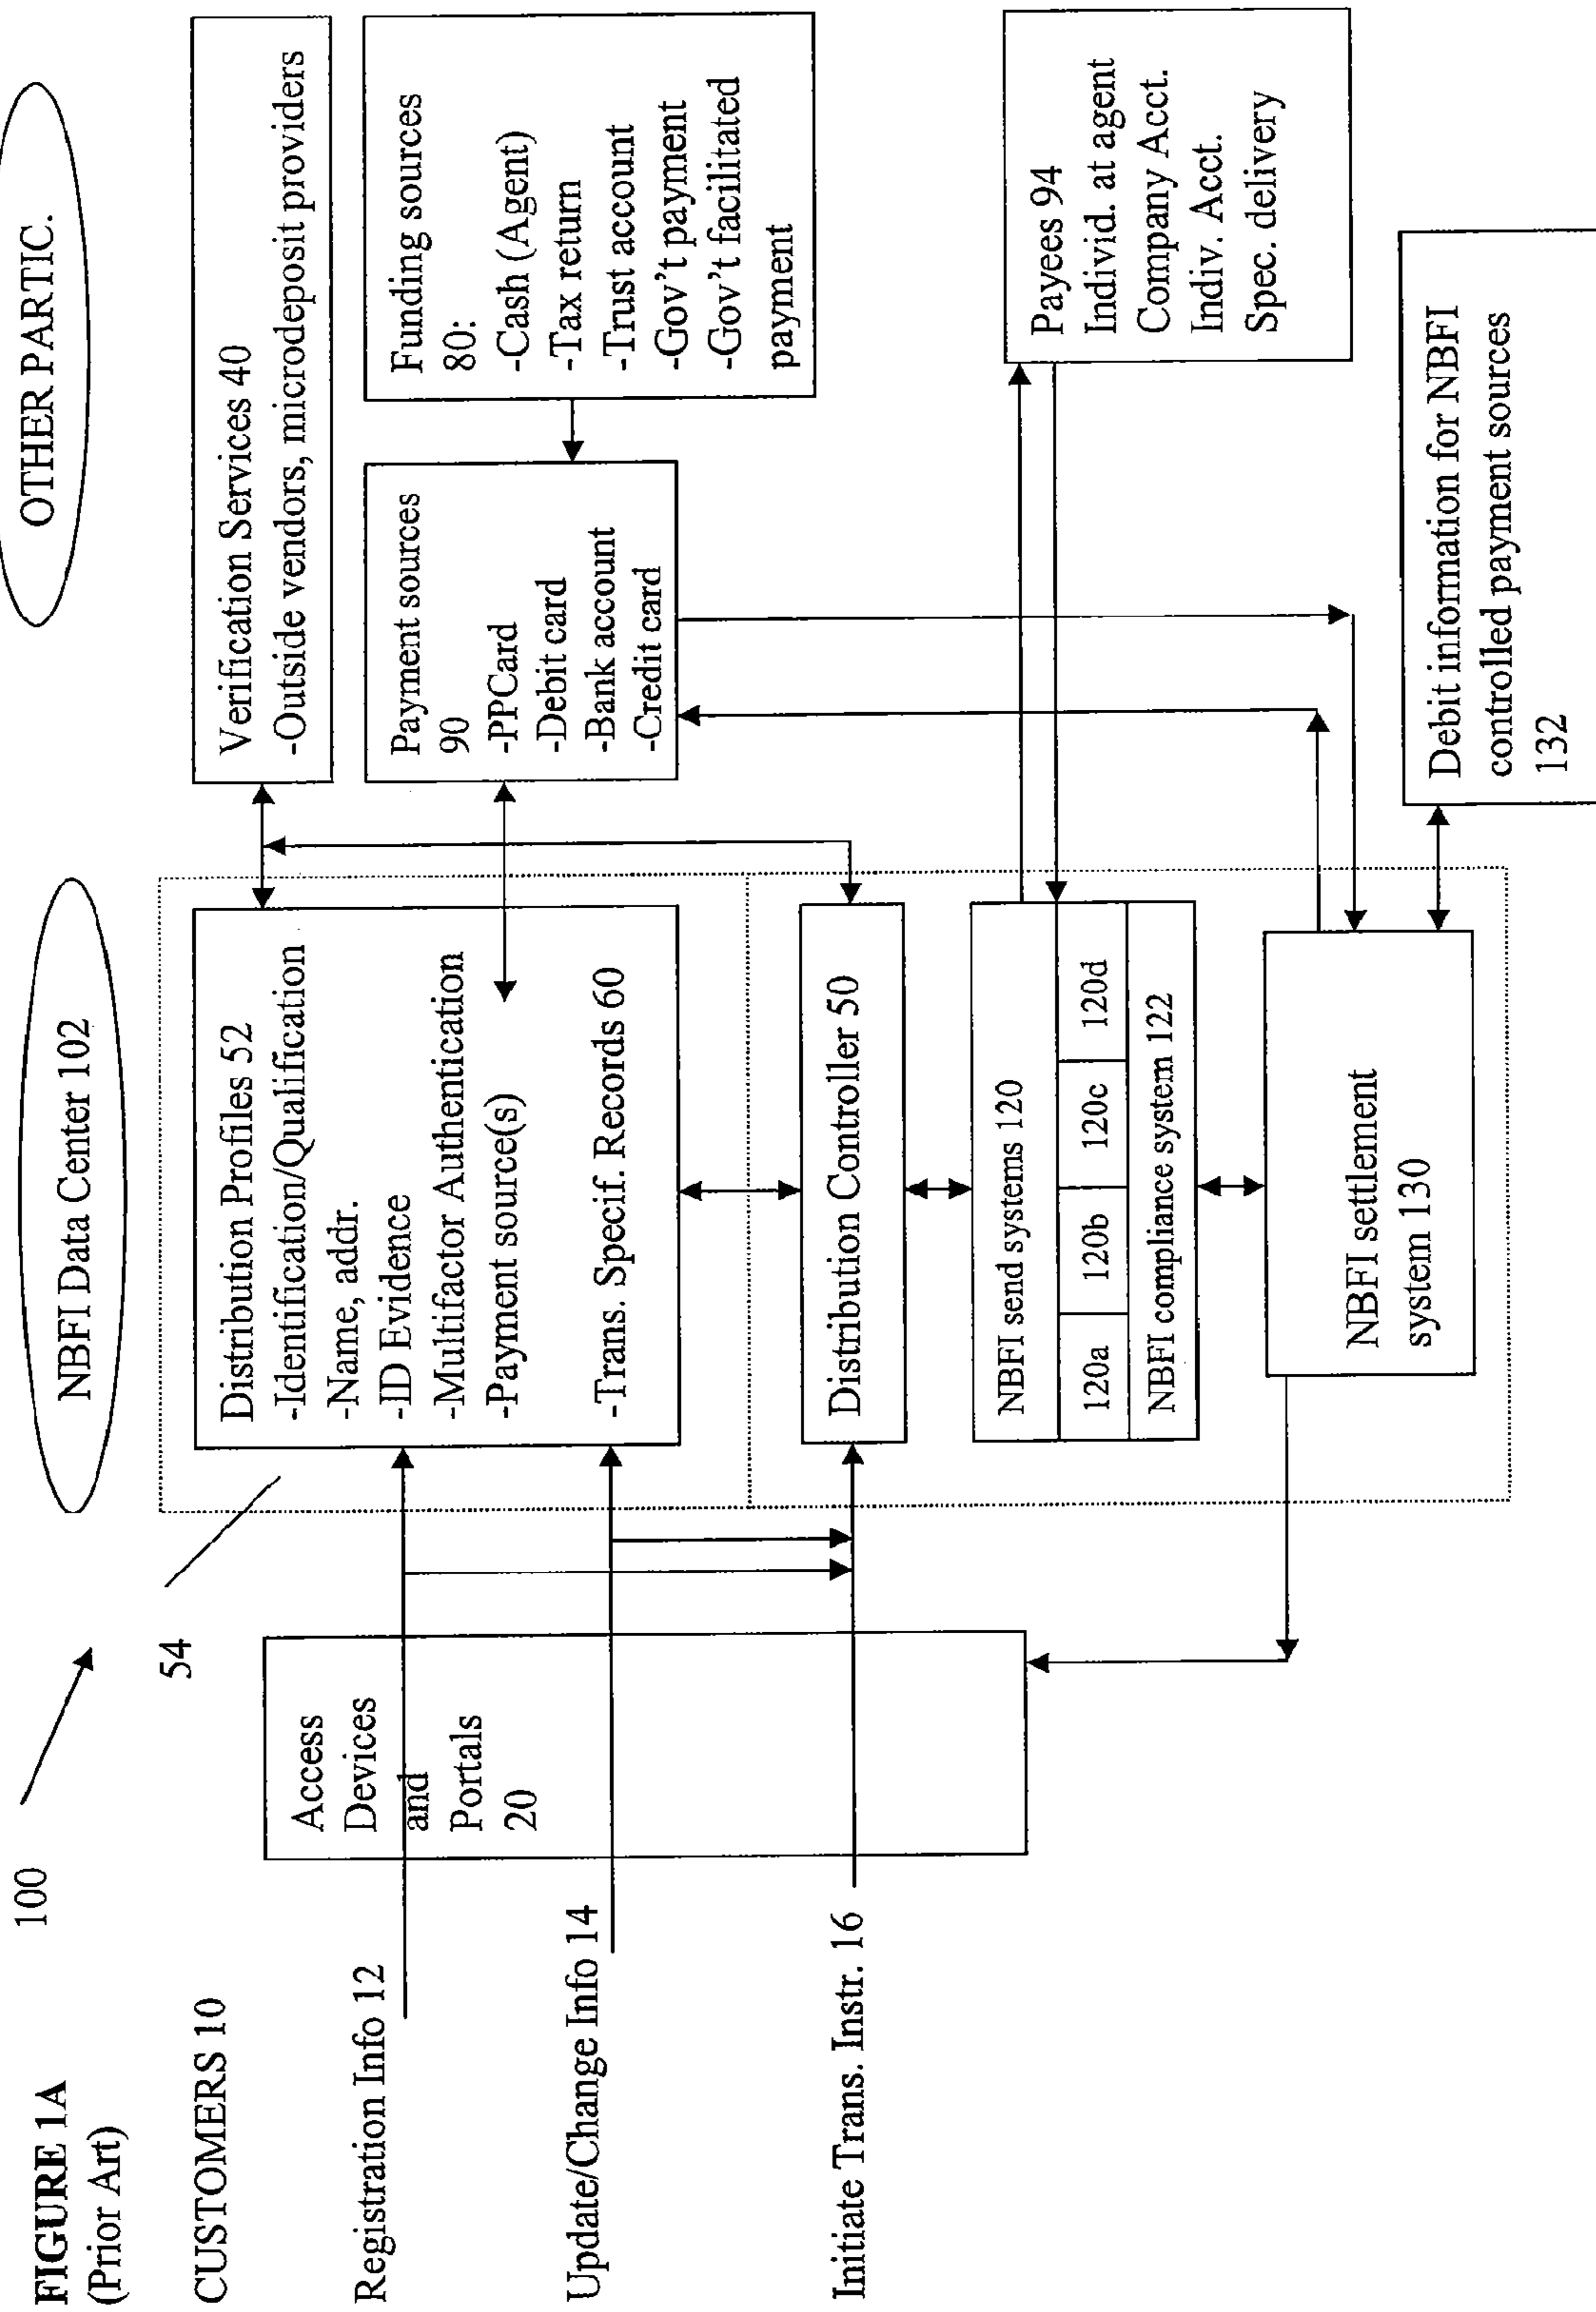 FIGURE 1A
(Prior Art)
100
NBFI Data Center 102
OTHER PARTIC.
CUSTOMERS 10
Registration Info 12
Update/Change Info 14
Initiate Trans. Instr. 16
Access
Devices
and
Portals
20
54
Distribution Profiles 52
-Identification/Qualification
-Name, addr.
-ID Evidence
-Multifactor Authentication
-Payment source(s)
-Trans. Specif. Records 60
Distribution Controller 50
NBFI send systems 120
120a
120b
120c
120d
NBFI compliance system 122
NBFI settlement
system 130
Verification Services 40
-Outside vendors, microdeposit providers
Payment sources
90
-PPCard
-Debit card
-Bank account
-Credit card
Funding sources
80:
-Cash (Agent)
-Tax return
-Trust account
-Gov't payment
-Gov't facilitated
payment
Payees 94
Individ. at agent
Company Acct.
Indiv. Acct.
Spec. delivery
Debit information for NBFI
controlled payment sources
132